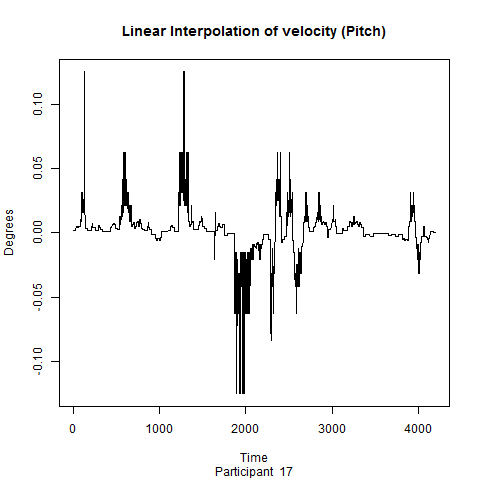 Linear Interpolation of velocity (Pitch)
0.10
0.05
0.00
-0.05
-0.10
Degrees
0 1000 2000 3000 4000
Time
Participant 17